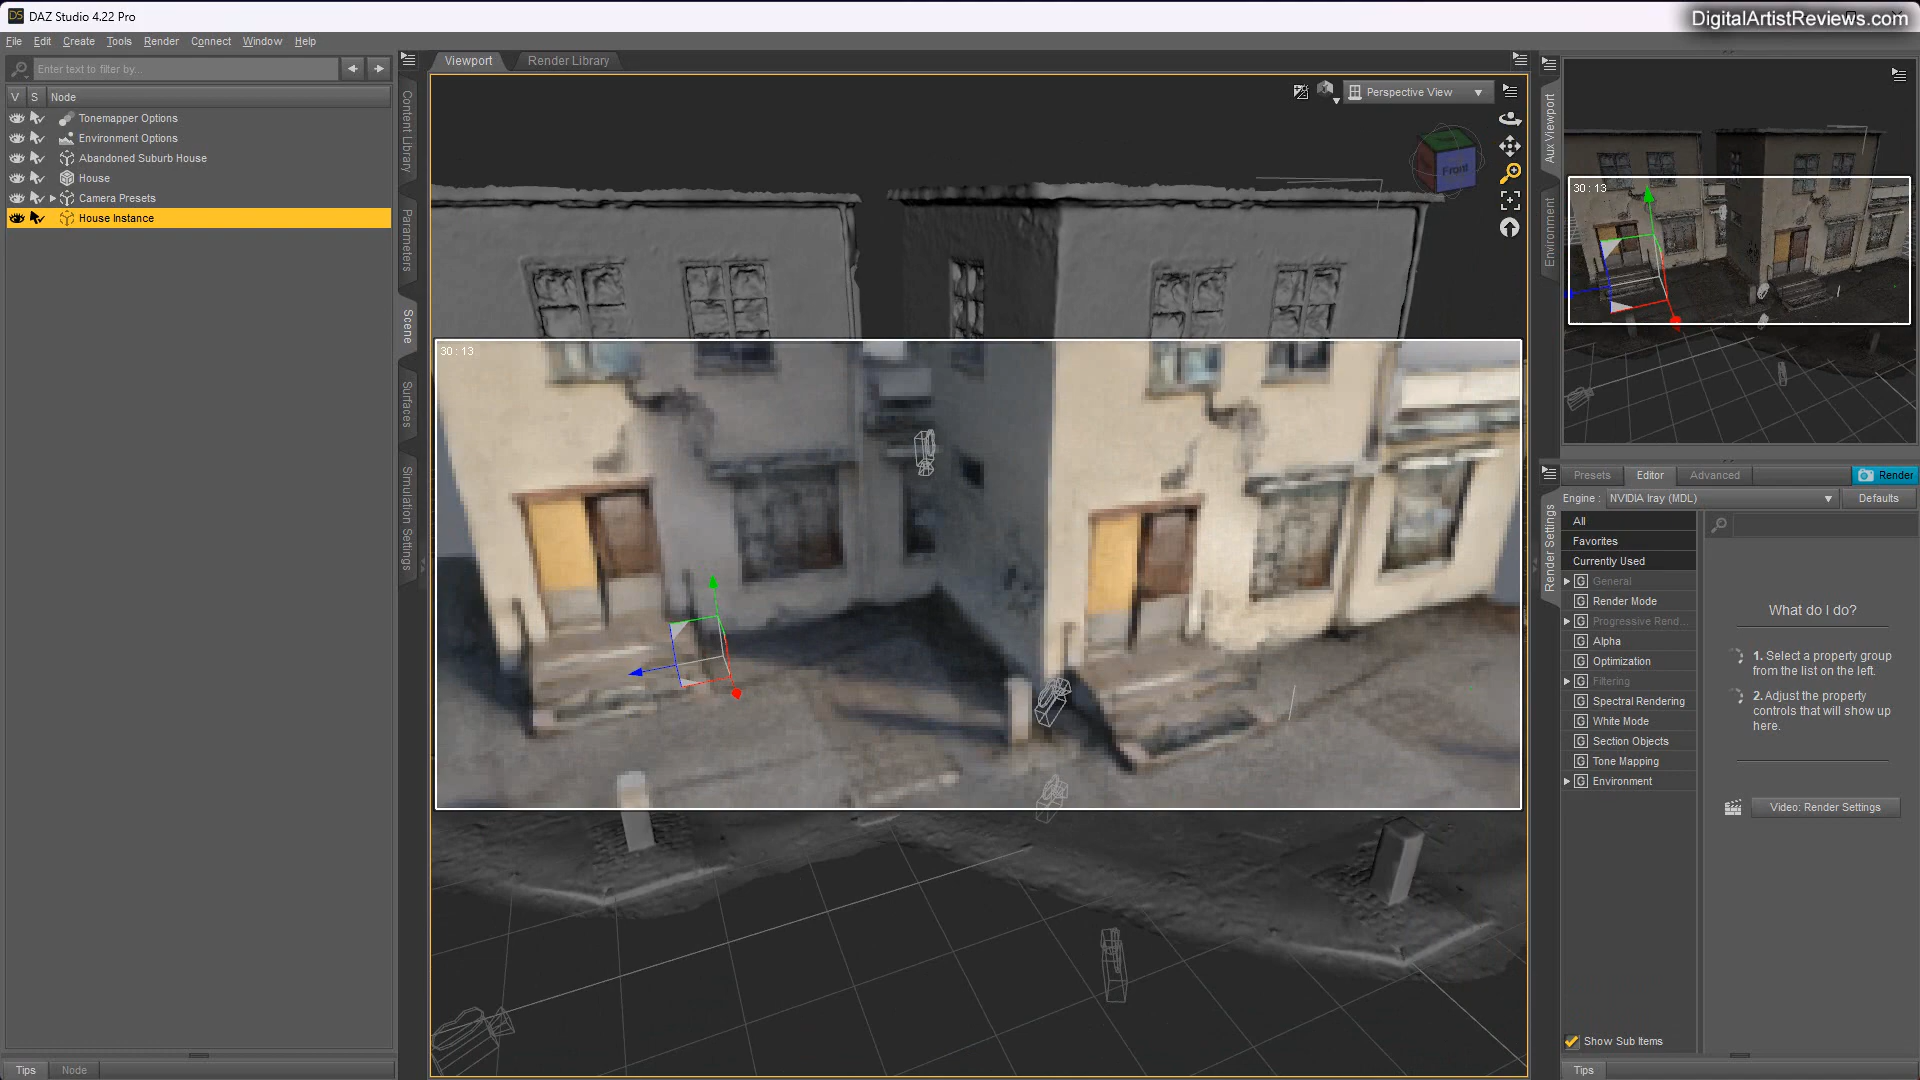 DS DAZ Studio 4.22 Pro
DigitalArtistReviews.com
File Edit Create Tools Render Connect Window Help
Enter text to filter by...
V S Node
Tonemapper Options
Environment Options
Abandoned Suburb House
House
Camera Presets
House Instance
Tips Node
Content Library
Parameters
Scene
Surfaces
Simulation Settings
Viewport Render Library
Perspective View
Front
30 : 13
Aux Viewport
Environment
30 : 13
Render Settings
Presets Editor Advanced Render
Engine : NVIDIA Iray (MDL) Defaults
All
Favorites
Currently Used
G General
G Render Mode
G Progressive Rend...
G Alpha
G Optimization
G Filtering
G Spectral Rendering
G White Mode
G Section Objects
G Tone Mapping
G Environment
What do I do?
1. Select a property group
from the list on the left.
2. Adjust the property
controls that will show up
here.
Video: Render Settings
Show Sub Items
Tips